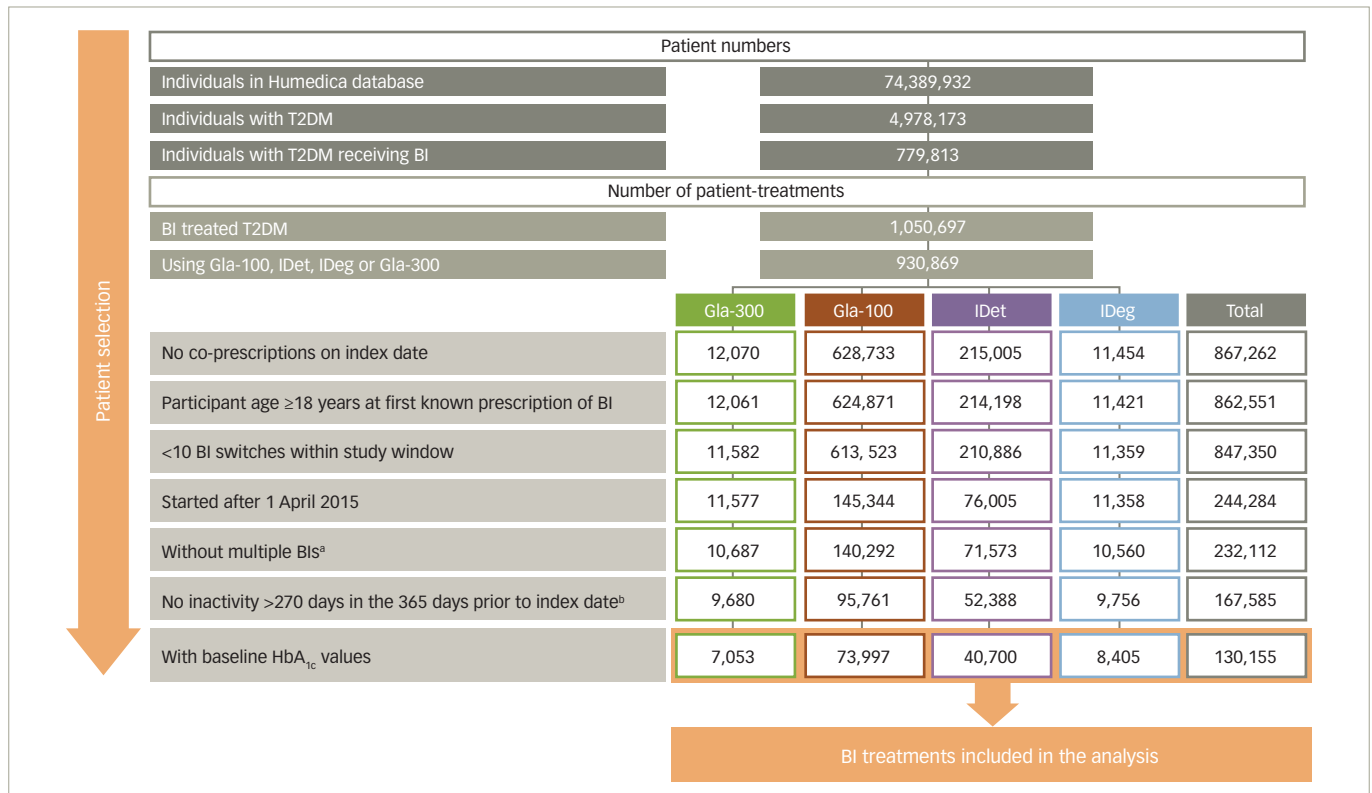 Patient selection
Patient numbers
Individuals in Humedica database 74,389,932
Individuals with T2DM 4,978,173
Individuals with T2DM receiving BI 779,813
Number of patient-treatments
BI treated T2DM 1,050,697
Using Gla-100, IDet, IDeg or Gla-300 930,869
Gla-300 Gla-100 IDet IDeg Total
No co-prescriptions on index date 12,070 628,733 215,005 11,454 867,262
Participant age ≥18 years at first known prescription of BI 12,061 624,871 214,198 11,421 862,551
<10 BI switches within study window 11,582 613, 523 210,886 11,359 847,350
Started after 1 April 2015 11,577 145,344 76,005 11,358 244,284
Without multiple BIsᵃ 10,687 140,292 71,573 10,560 232,112
No inactivity >270 days in the 365 days prior to index dateᵇ 9,680 95,761 52,388 9,756 167,585
With baseline HbA₁c values 7,053 73,997 40,700 8,405 130,155
BI treatments included in the analysis